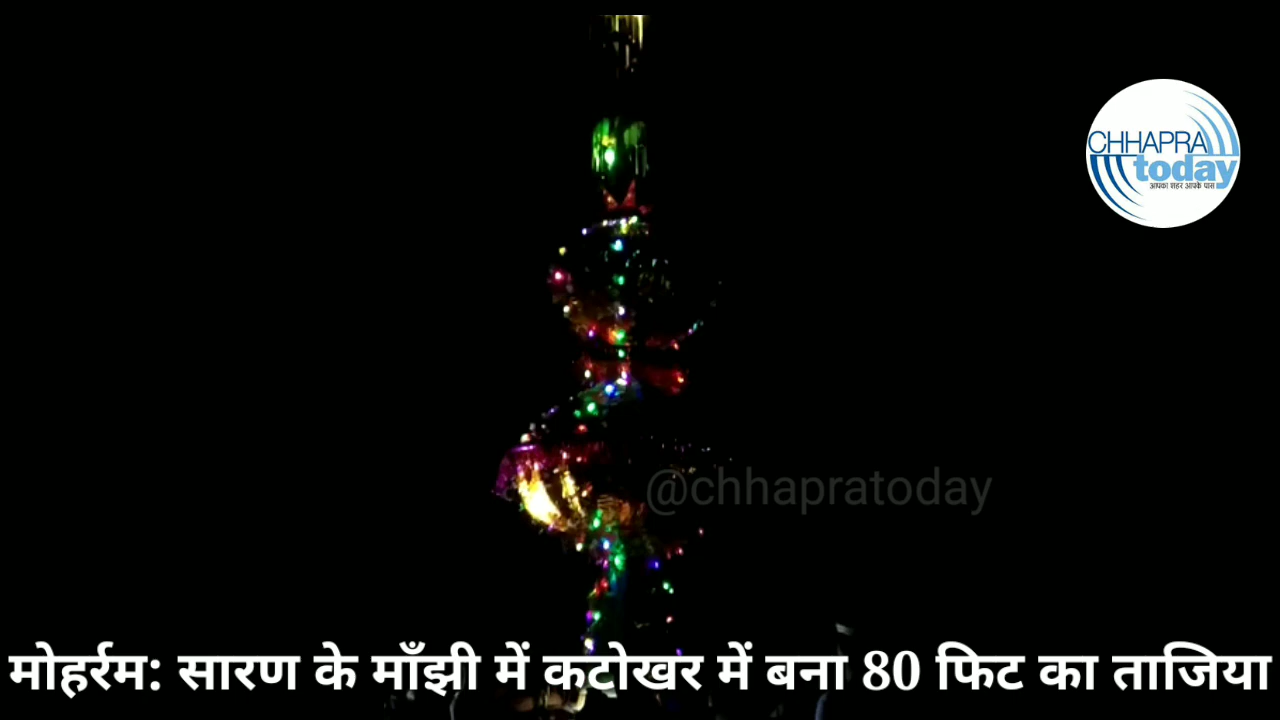 CHHAPRA
today
आपका शहर आपके पास
@chhapratoday
मोहर्रम: सारण के माँझी में कटोखर में बना 80 फिट का ताजिया